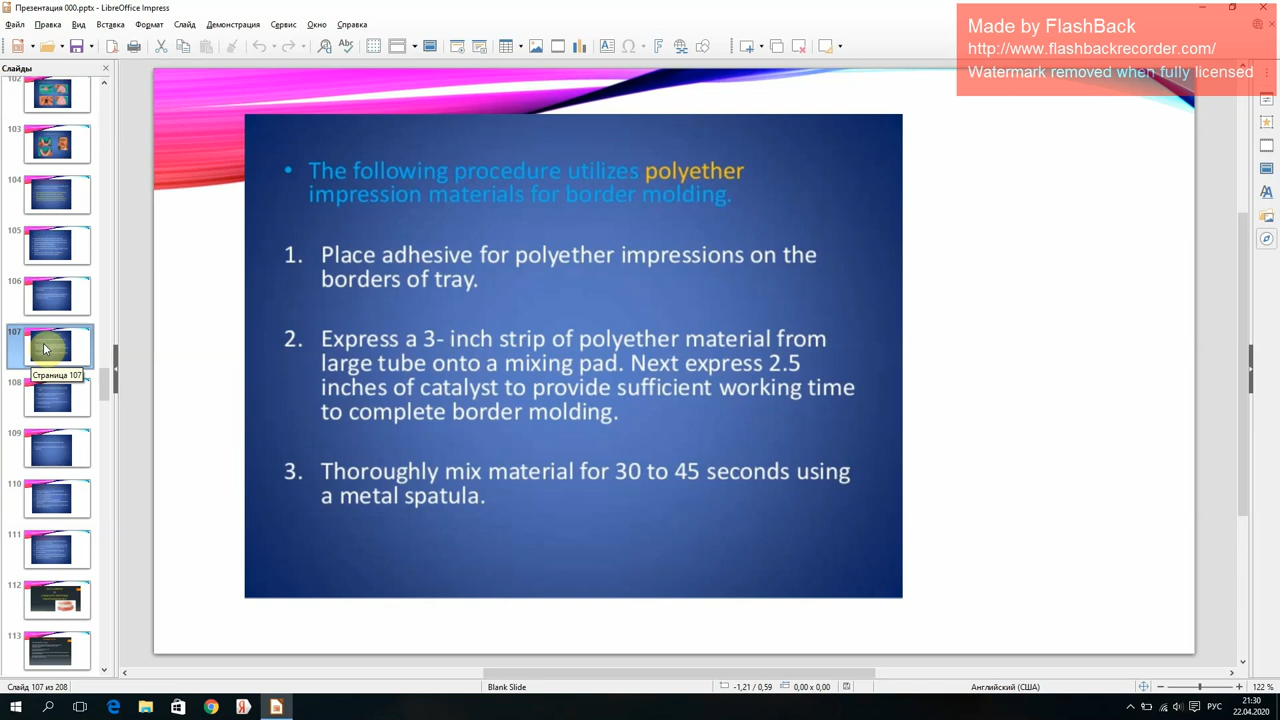 Презентация 000.pptx - LibreOffice Impress
Файл Правка Вид Вставка Формат Слайд Демонстрация Сервис Окно Справка
Made by FlashBack
http://www.flashbackrecorder.com/
Watermark removed when fully licensed
Слайды
102
103
104
105
106
107
Страница 107
108
109
110
111
112
113
• The following procedure utilizes polyether
impression materials for border molding.
1. Place adhesive for polyether impressions on the
borders of tray.
2. Express a 3- inch strip of polyether material from
large tube onto a mixing pad. Next express 2.5
inches of catalyst to provide sufficient working time
to complete border molding.
3. Thoroughly mix material for 30 to 45 seconds using
a metal spatula.
Слайд 107 из 208 Blank Slide -1,21 / 0,59 0,00 x 0,00 Английский (США) 122 %
РУС
21:30
22.04.2020